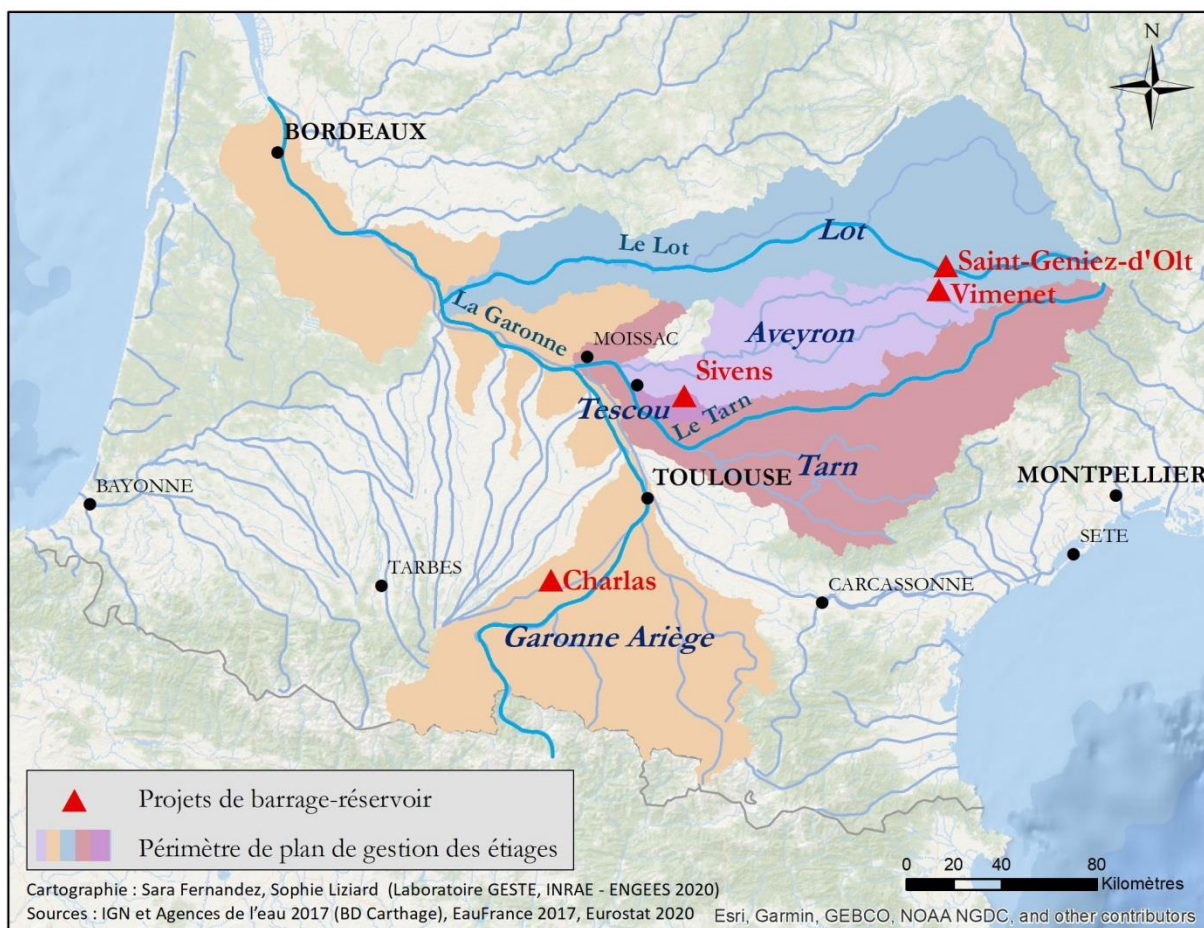 N
BORDEAUX
Lot
Le Lot
Saint-Geniez-d'Olt
Vimenet
La Garonne
MOISSAC
Aveyron
Sivens
Tescou
Le Tarn
Tarn
TOULOUSE
MONTPELLIER
BAYONNE
SETE
TARBES
Charlas
CARCASSONNE
Garonne Ariège
Projets de barrage-réservoir
Périmètre de plan de gestion des étiages
0 20 40 80
Kilomètres
Cartographie : Sara Fernandez, Sophie Liziard (Laboratoire GESTE, INRAE - ENGEES 2020)
Sources : IGN et Agences de l'eau 2017 (BD Carthage), EauFrance 2017, Eurostat 2020
Esri, Garmin, GEBCO, NOAA NGDC, and other contributors